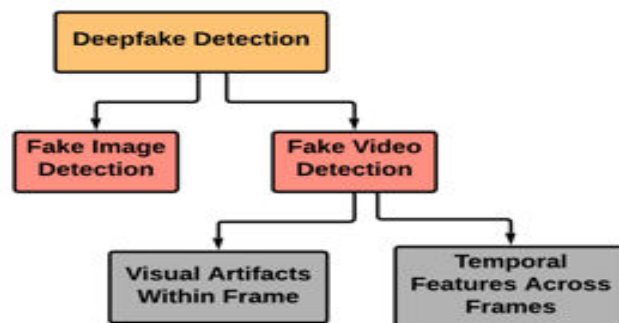 Deepfake Detection
Fake Image
Detection
Fake Video
Detection
Visual Artifacts
Within Frame
Temporal
Features Across
Frames